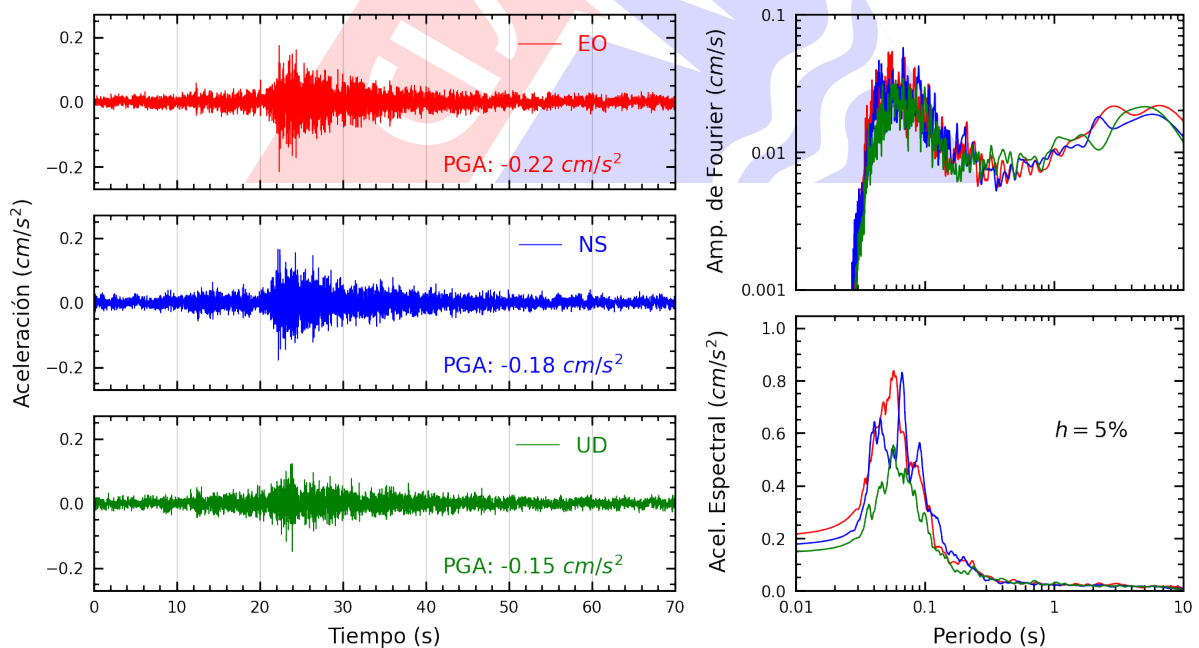 Aceleración (cm/s²)
0.2
0.0
−0.2
EO
PGA: -0.22 cm/s²
0.2
0.0
−0.2
NS
PGA: -0.18 cm/s²
0.2
0.0
−0.2
UD
PGA: -0.15 cm/s²
0 10 20 30 40 50 60 70
Tiempo (s)
Amp. de Fourier (cm/s)
0.1
0.01
0.001
Acel. Espectral (cm/s²)
1.0
0.8
0.6
0.4
0.2
0.0
h = 5%
0.01 0.1 1 10
Periodo (s)